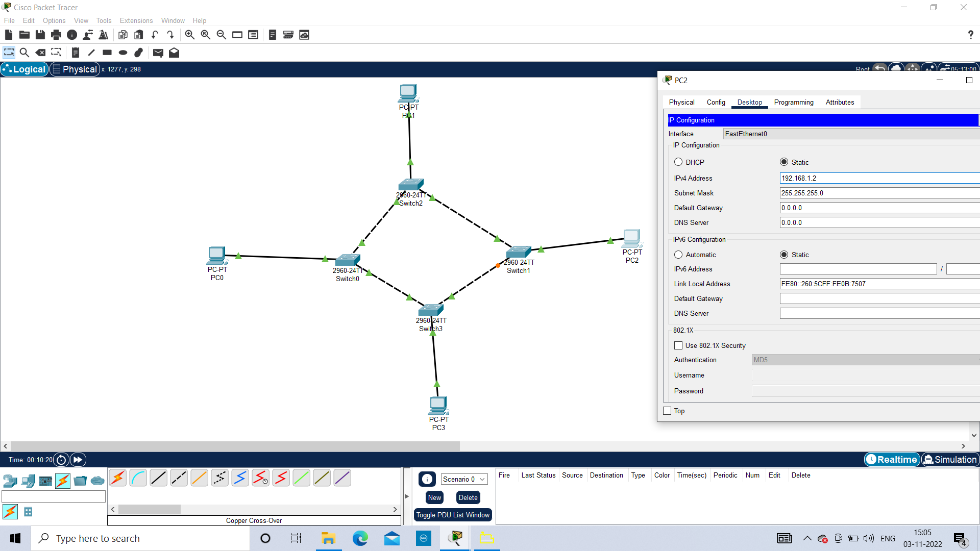 Cisco Packet Tracer
File Edit Options View Tools Extensions Window Help
?
Logical Physical x: 1277, y: 298
Root
PC2
Physical Config Desktop Programming Attributes
IP Configuration
Interface FastEthernet0
IP Configuration
DHCP Static
IPv4 Address 192.168.1.2
Subnet Mask 255.255.255.0
Default Gateway 0.0.0.0
DNS Server 0.0.0.0
IPv6 Configuration
Automatic Static
IPv6 Address /
Link Local Address
Default Gateway
DNS Server
802.1X
Use 802.1X Security
Authentication MD5
Username
Password
Top
PC-PT
2960-24TT
Switch2
PC-PT
PC0
2960-24TT
Switch0
2960-24TT
Switch1
PC-PT
PC2
2960-24TT
Switch3
PC-PT
PC3
Time: 00:10:20
Realtime Simulation
Scenario 0
New Delete
Toggle PDU List Window
Fire Last Status Source Destination Type Color Time(sec) Periodic Num Edit Delete
Copper Cross-Over
Type here to search
ENG
15:05
03-11-2022
4